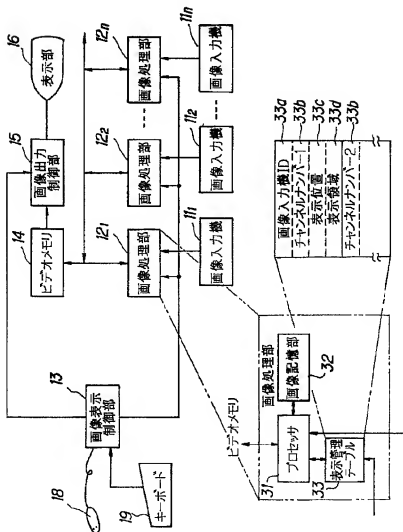 16
表示部
15
画像出力
制御部
14
ビデオメモリ
13
画像表示
制御部
18
19
キーボード
12n
画像処理部
12₂
画像処理部
12₁
画像処理部
11n
画像入力機
11₂
画像入力機
11₁
画像入力機
33a
33b
33c
33d
33b
画像入力機ID
チャンネルナンバー1
表示位置
表示領域
チャンネルナンバー2
画像処理部
画像記憶部
32
ビデオメモリ
プロセッサ
31
表示管理
テーブル
33